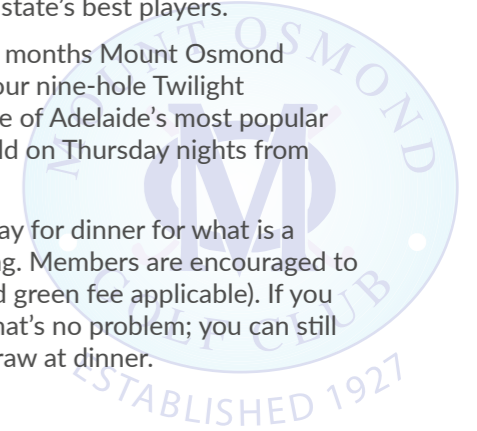 state’s best players.
months Mount Osmond
our nine-hole Twilight
e of Adelaide’s most popular
ld on Thursday nights from
ay for dinner for what is a
g. Members are encouraged to
d green fee applicable). If you
hat’s no problem; you can still
raw at dinner.
MOUNT OSMOND
GOLF CLUB
ESTABLISHED 1927